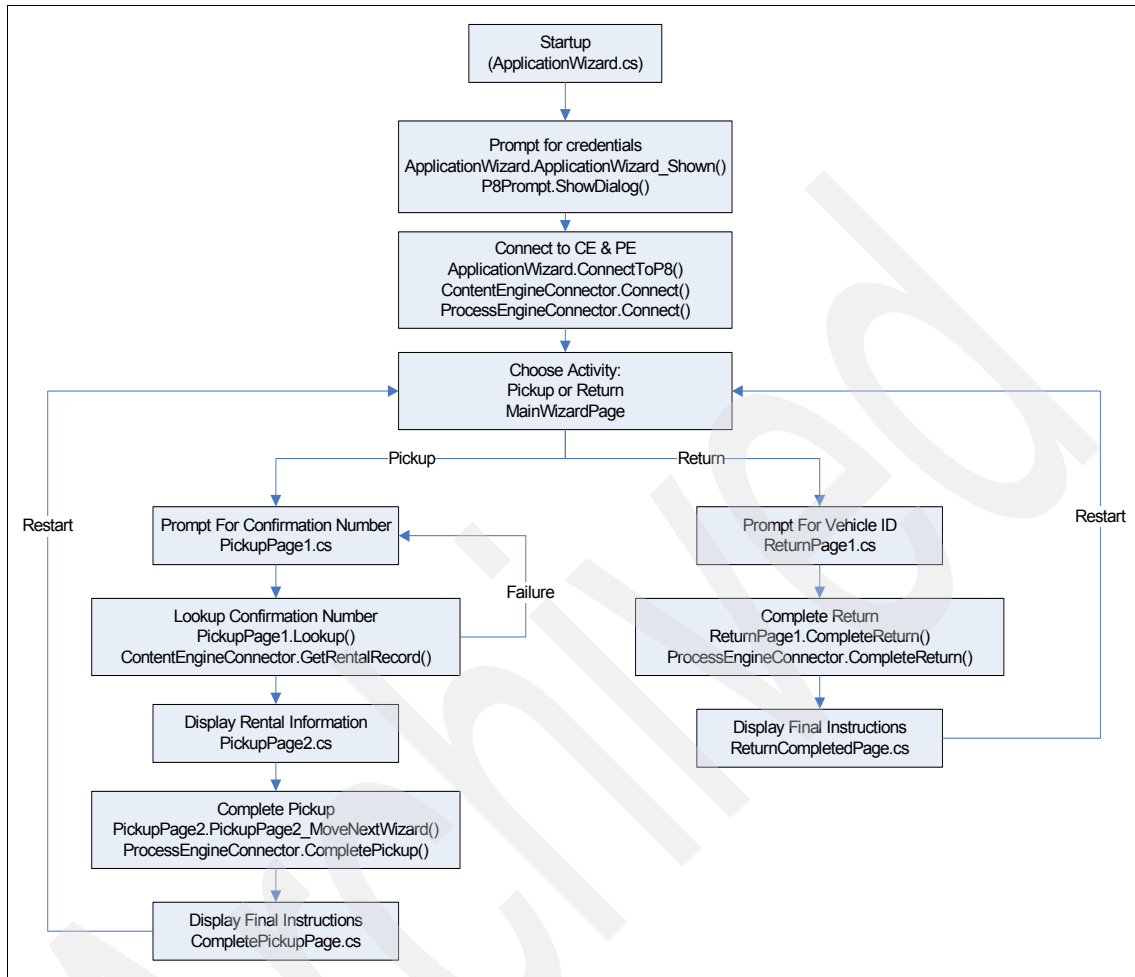 Startup
(ApplicationWizard.cs)
Prompt for credentials
ApplicationWizard.ApplicationWizard_Shown()
P8Prompt.ShowDialog()
Connect to CE & PE
ApplicationWizard.ConnectToP8()
ContentEngineConnector.Connect()
ProcessEngineConnector.Connect()
Choose Activity:
Pickup or Return
MainWizardPage
Pickup
Return
Restart
Prompt For Confirmation Number
PickupPage1.cs
Failure
Lookup Confirmation Number
PickupPage1.Lookup()
ContentEngineConnector.GetRentalRecord()
Display Rental Information
PickupPage2.cs
Complete Pickup
PickupPage2.PickupPage2_MoveNextWizard()
ProcessEngineConnector.CompletePickup()
Display Final Instructions
CompletePickupPage.cs
Prompt For Vehicle ID
ReturnPage1.cs
Restart
Complete Return
ReturnPage1.CompleteReturn()
ProcessEngineConnector.CompleteReturn()
Display Final Instructions
ReturnCompletedPage.cs
Archived